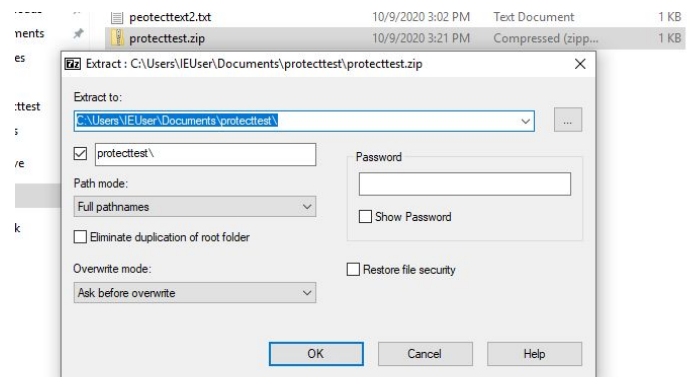 peotecttext2.txt 10/9/2020 3:02 PM Text Document 1 KB
ments protecttest.zip 10/9/2020 3:21 PM Compressed (zipp... 1 KB
es
Extract : C:\Users\IEUser\Documents\protecttest\protecttest.zip
Extract to:
:ttest
C:\Users\IEUser\Documents\protecttest\ ...
s
protecttest\
Password
ve
Path mode:
Full pathnames
Show Password
k
Eliminate duplication of root folder
Overwrite mode:
Restore file security
Ask before overwrite
OK Cancel Help